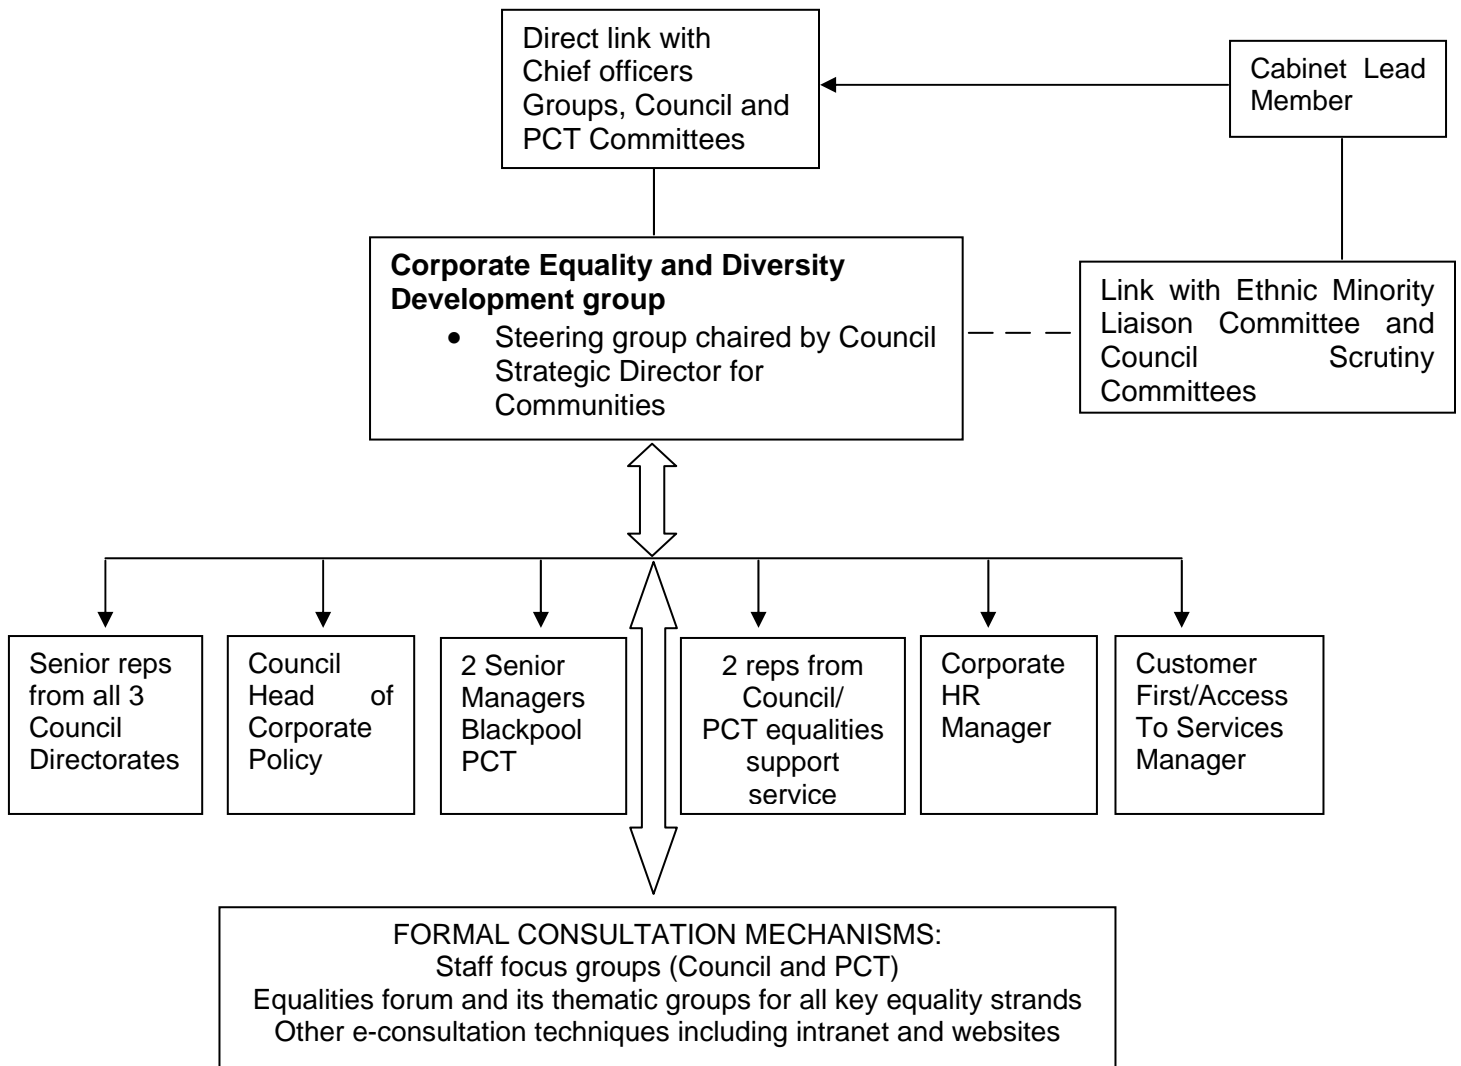 Direct link with
Chief officers
Groups, Council and
PCT Committees
Cabinet Lead
Member
Corporate Equality and Diversity
Development group
• Steering group chaired by Council
Strategic Director for
Communities
Link with Ethnic Minority
Liaison Committee and
Council Scrutiny
Committees
Senior reps
from all 3
Council
Directorates
Council
Head of
Corporate
Policy
2 Senior
Managers
Blackpool
PCT
2 reps from
Council/
PCT equalities
support
service
Corporate
HR
Manager
Customer
First/Access
To Services
Manager
FORMAL CONSULTATION MECHANISMS:
Staff focus groups (Council and PCT)
Equalities forum and its thematic groups for all key equality strands
Other e-consultation techniques including intranet and websites